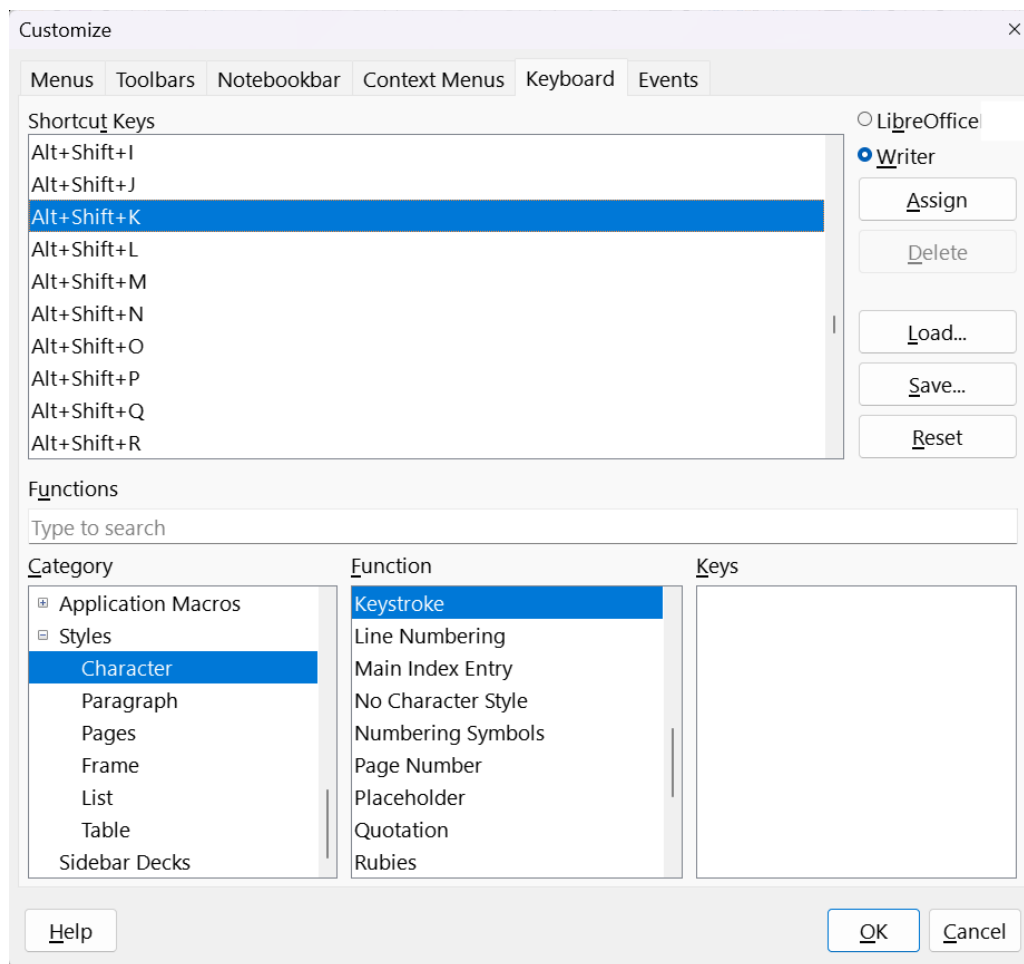 Customize
Menus Toolbars Notebookbar Context Menus Keyboard Events
Shortcut Keys
LibreOffice
Alt+Shift+I
Writer
Alt+Shift+J
Assign
Alt+Shift+K
Alt+Shift+L
Delete
Alt+Shift+M
Alt+Shift+N
Load...
Alt+Shift+O
Alt+Shift+P
Save...
Alt+Shift+Q
Alt+Shift+R
Reset
Functions
Type to search
Category Function Keys
Application Macros Keystroke
Styles Line Numbering
Character Main Index Entry
Paragraph No Character Style
Pages Numbering Symbols
Frame Page Number
List Placeholder
Table Quotation
Sidebar Decks Rubies
Help OK Cancel